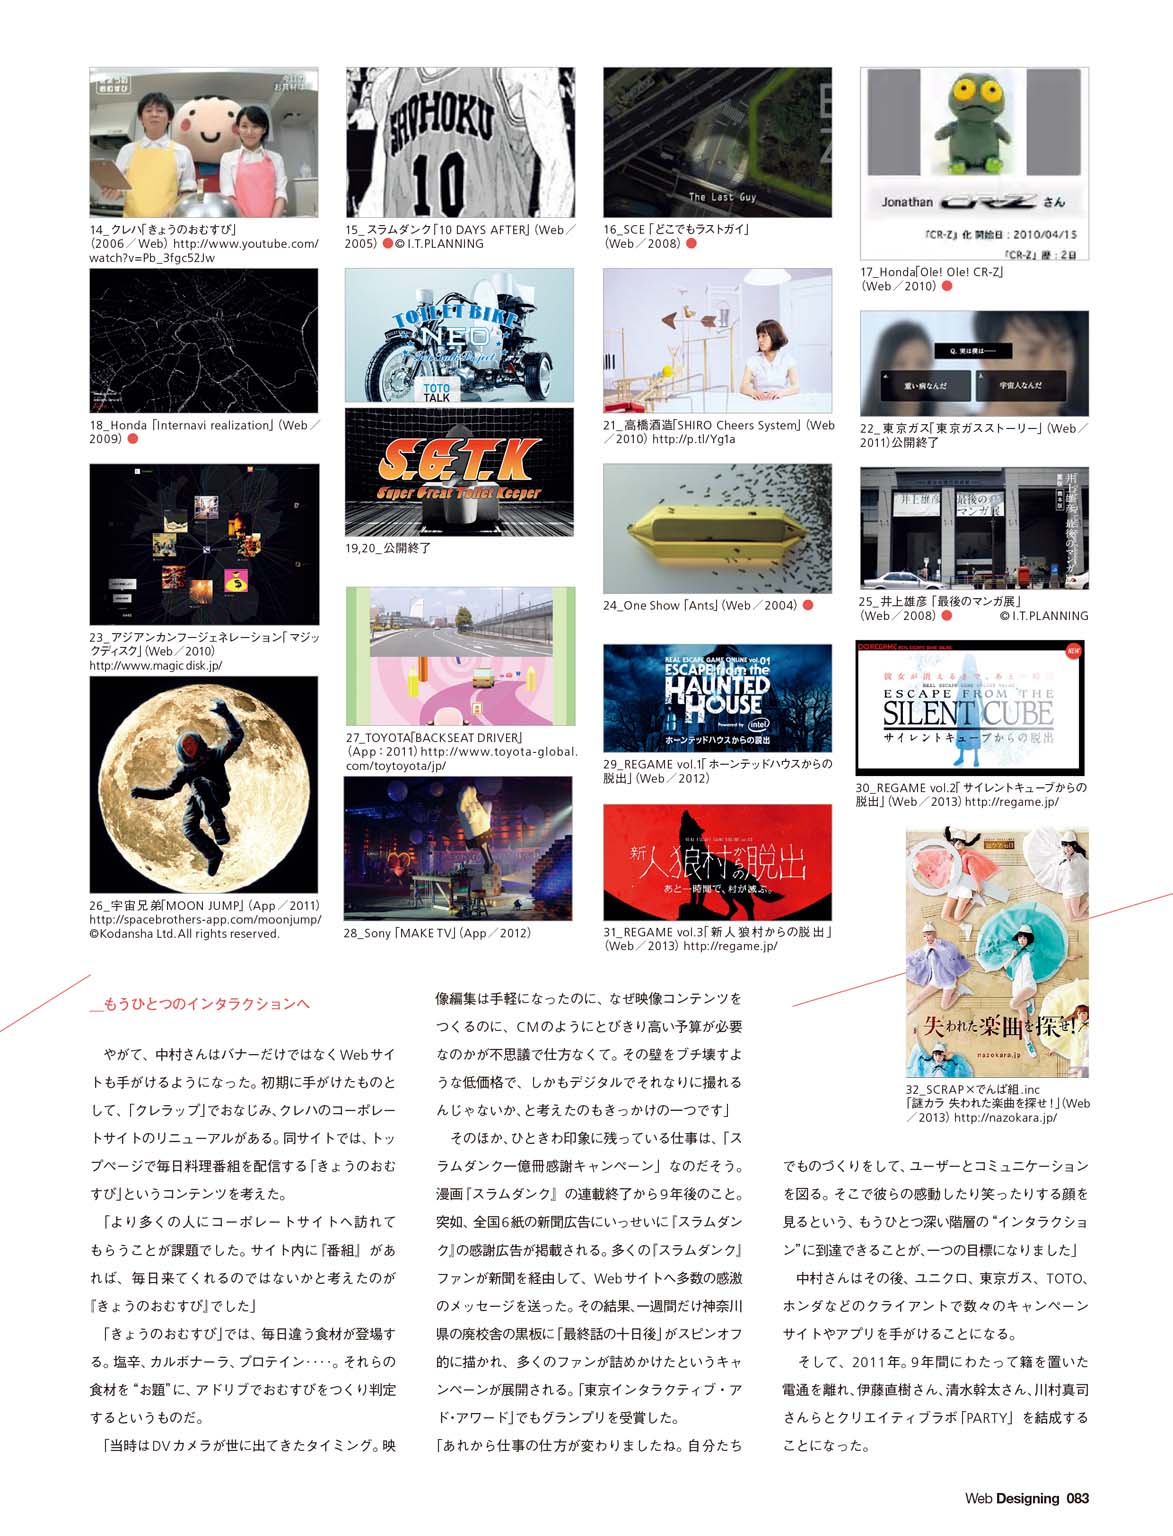 きょうの
おむすび
今日の
お具材は
14_クレハ「きょうのおむすび」
（2006／Web）http://www.youtube.com/
watch?v=Pb_3fgc52Jw
SHOHOKU
10
15_スラムダンク「10 DAYS AFTER」（Web／
2005）●© I.T.PLANNING
The Last Guy
16_SCE「どこでもラストガイ」
（Web／2008）●
Jonathan CR-Z さん
「CR-Z」化 開始日：2010/04/15
「CR-Z」歴：2日
17_Honda「Ole! Ole! CR-Z」
（Web／2010）●
18_Honda「Internavi realization」（Web／
2009）●
TOILET BIKE
NEO
TOTO
TALK
S.G.T.K
Super Great Toilet Keeper
19,20_公開終了
21_高橋酒造「SHIRO Cheers System」（Web
／2010）http://p.tl/Yg1a
Q. 実は僕は――
重い病なんだ
宇宙人なんだ
22_東京ガス「東京ガスストーリー」（Web／
2011）公開終了
23_アジアンカンフージェネレーション「マジッ
クディスク」（Web／2010）
http://www.magic disk.jp/
24_One Show「Ants」（Web／2004）●
井上雄彦 最後の
マンガ展
井上雄彦 最後のマンガ
25_井上雄彦「最後のマンガ展」
（Web／2008）● © I.T.PLANNING
26_宇宙兄弟「MOON JUMP」（App／2011）
http://spacebrothers-app.com/moonjump/
©Kodansha Ltd.All rights reserved.
27_TOYOTA「BACKSEAT DRIVER」
（App：2011）http://www.toyota-global.
com/toytoyota/jp/
28_Sony「MAKE TV」（App／2012）
REAL ESCAPE GAME ONLINE vol.01
ESCAPE from the
HAUNTED
HOUSE
Powered by intel
ホーンテッドハウスからの脱出
29_REGAME vol.1「ホーンテッドハウスからの
脱出」（Web／2012）
NEW
彼女が消えるまで、あと一時間
REAL ESCAPE GAME ONLINE
ESCAPE FROM THE
SILENT CUBE
サイレントキューブからの脱出
30_REGAME vol.2「サイレントキューブからの
脱出」（Web／2013）http://regame.jp/
新人狼村からの脱出
あと一時間で、村が滅ぶ。
31_REGAME vol.3「新人狼村からの脱出」
（Web／2013）http://regame.jp/
失われた楽曲を探せ！
nazokara.jp
32_SCRAP×でんぱ組.inc
「謎カラ 失われた楽曲を探せ！」（Web
／2013）http://nazokara.jp/
__もうひとつのインタラクションへ
やがて、中村さんはバナーだけではなくWebサイ
トも手がけるようになった。初期に手がけたものと
して、「クレラップ」でおなじみ、クレハのコーポレー
トサイトのリニューアルがある。同サイトでは、トッ
プページで毎日料理番組を配信する「きょうのおむ
すび」というコンテンツを考えた。
「より多くの人にコーポレートサイトへ訪れて
もらうことが課題でした。サイト内に『番組』があ
れば、毎日来てくれるのではないかと考えたのが
『きょうのおむすび』でした」
「きょうのおむすび」では、毎日違う食材が登場す
る。塩辛、カルボナーラ、プロテイン‥‥。それらの
食材を“お題”に、アドリブでおむすびをつくり判定
するというものだ。
「当時はDVカメラが世に出てきたタイミング。映
像編集は手軽になったのに、なぜ映像コンテンツを
つくるのに、CMのようにとびきり高い予算が必要
なのかが不思議で仕方なくて。その壁をブチ壊すよ
うな低価格で、しかもデジタルでそれなりに撮れる
んじゃないか、と考えたのもきっかけの一つです」
そのほか、ひときわ印象に残っている仕事は、「ス
ラムダンク一億冊感謝キャンペーン」なのだそう。
漫画『スラムダンク』の連載終了から9年後のこと。
突如、全国6紙の新聞広告にいっせいに『スラムダン
ク』の感謝広告が掲載される。多くの『スラムダンク』
ファンが新聞を経由して、Webサイトへ多数の感激
のメッセージを送った。その結果、一週間だけ神奈川
県の廃校舎の黒板に「最終話の十日後」がスピンオフ
的に描かれ、多くのファンが詰めかけたというキャ
ンペーンが展開される。「東京インタラクティブ・ア
ド・アワード」でもグランプリを受賞した。
「あれから仕事の仕方が変わりましたね。自分たち
でものづくりをして、ユーザーとコミュニケーション
を図る。そこで彼らの感動したり笑ったりする顔を
見るという、もうひとつ深い階層の“インタラクショ
ン”に到達できることが、一つの目標になりました」
中村さんはその後、ユニクロ、東京ガス、TOTO、
ホンダなどのクライアントで数々のキャンペーン
サイトやアプリを手がけることになる。
そして、2011年。9年間にわたって籍を置いた
電通を離れ、伊藤直樹さん、清水幹太さん、川村真司
さんらとクリエイティブラボ「PARTY」を結成する
ことになった。
Web Designing 083